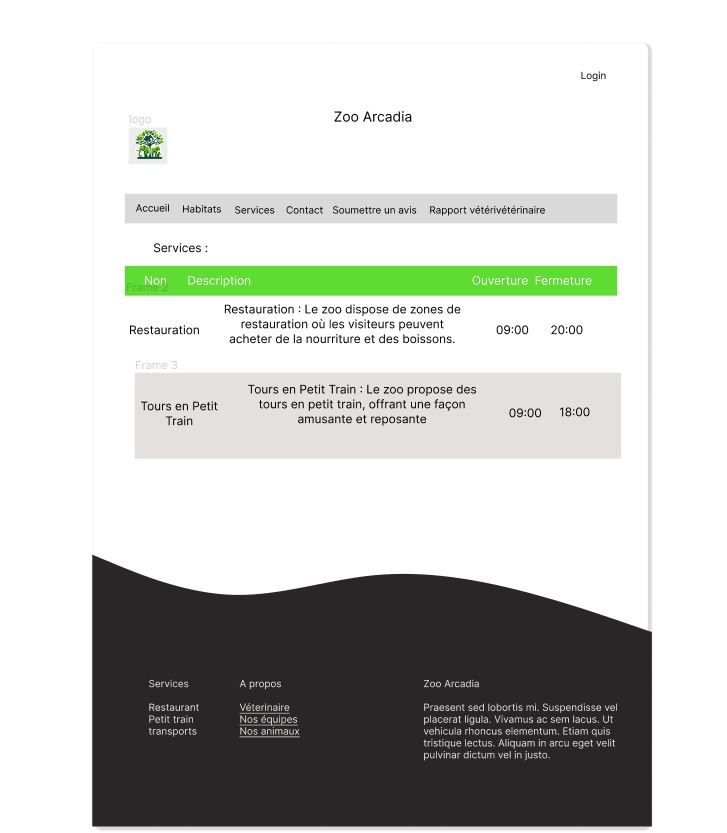 Login
Zoo Arcadia
logo
Accueil Habitats Services Contact Soumettre un avis Rapport vétérivétérinaire
Services :
Non Description Ouverture Fermeture
Frame 2
Restauration : Le zoo dispose de zones de
restauration où les visiteurs peuvent
acheter de la nourriture et des boissons.
Restauration 09:00 20:00
Frame 3
Tours en Petit Train : Le zoo propose des
tours en petit train, offrant une façon
amusante et reposante
Tours en Petit
Train
09:00 18:00
Services
Restaurant
Petit train
transports
A propos
Véterinaire
Nos équipes
Nos animaux
Zoo Arcadia
Praesent sed lobortis mi. Suspendisse vel
placerat ligula. Vivamus ac sem lacus. Ut
vehicula rhoncus elementum. Etiam quis
tristique lectus. Aliquam in arcu eget velit
pulvinar dictum vel in justo.